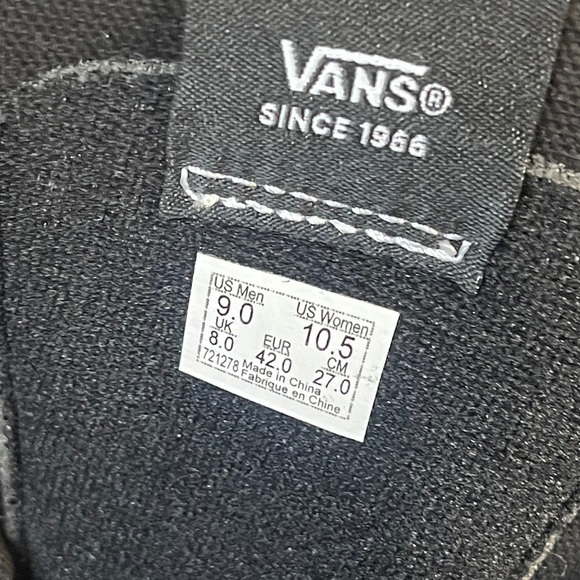 VANS®
SINCE 1966
US Men US Women
9.0 10.5
UK EUR CM
8.0 42.0 27.0
721278 Made in China
Fabrique en Chine